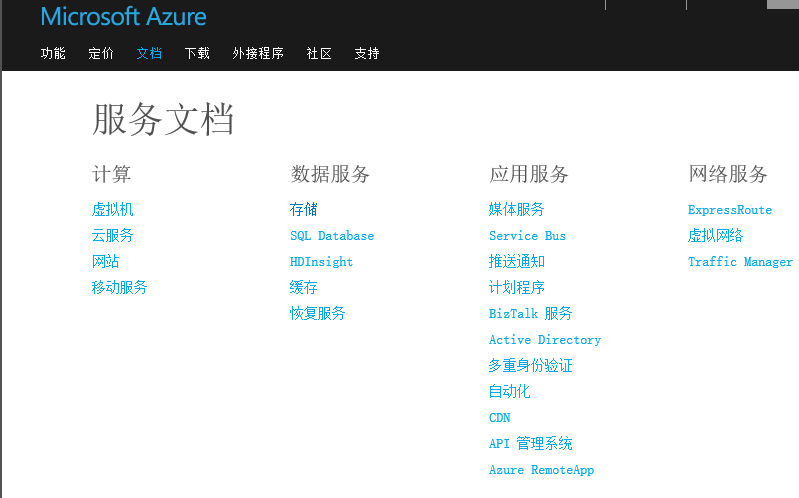 Microsoft Azure
功能 定价 文档 下载 外接程序 社区 支持
服务文档
计算
虚拟机
云服务
网站
移动服务
数据服务
存储
SQL Database
HDInsight
缓存
恢复服务
应用服务
媒体服务
Service Bus
推送通知
计划程序
BizTalk 服务
Active Directory
多重身份验证
自动化
CDN
API 管理系统
Azure RemoteApp
网络服务
ExpressRoute
虚拟网络
Traffic Manager